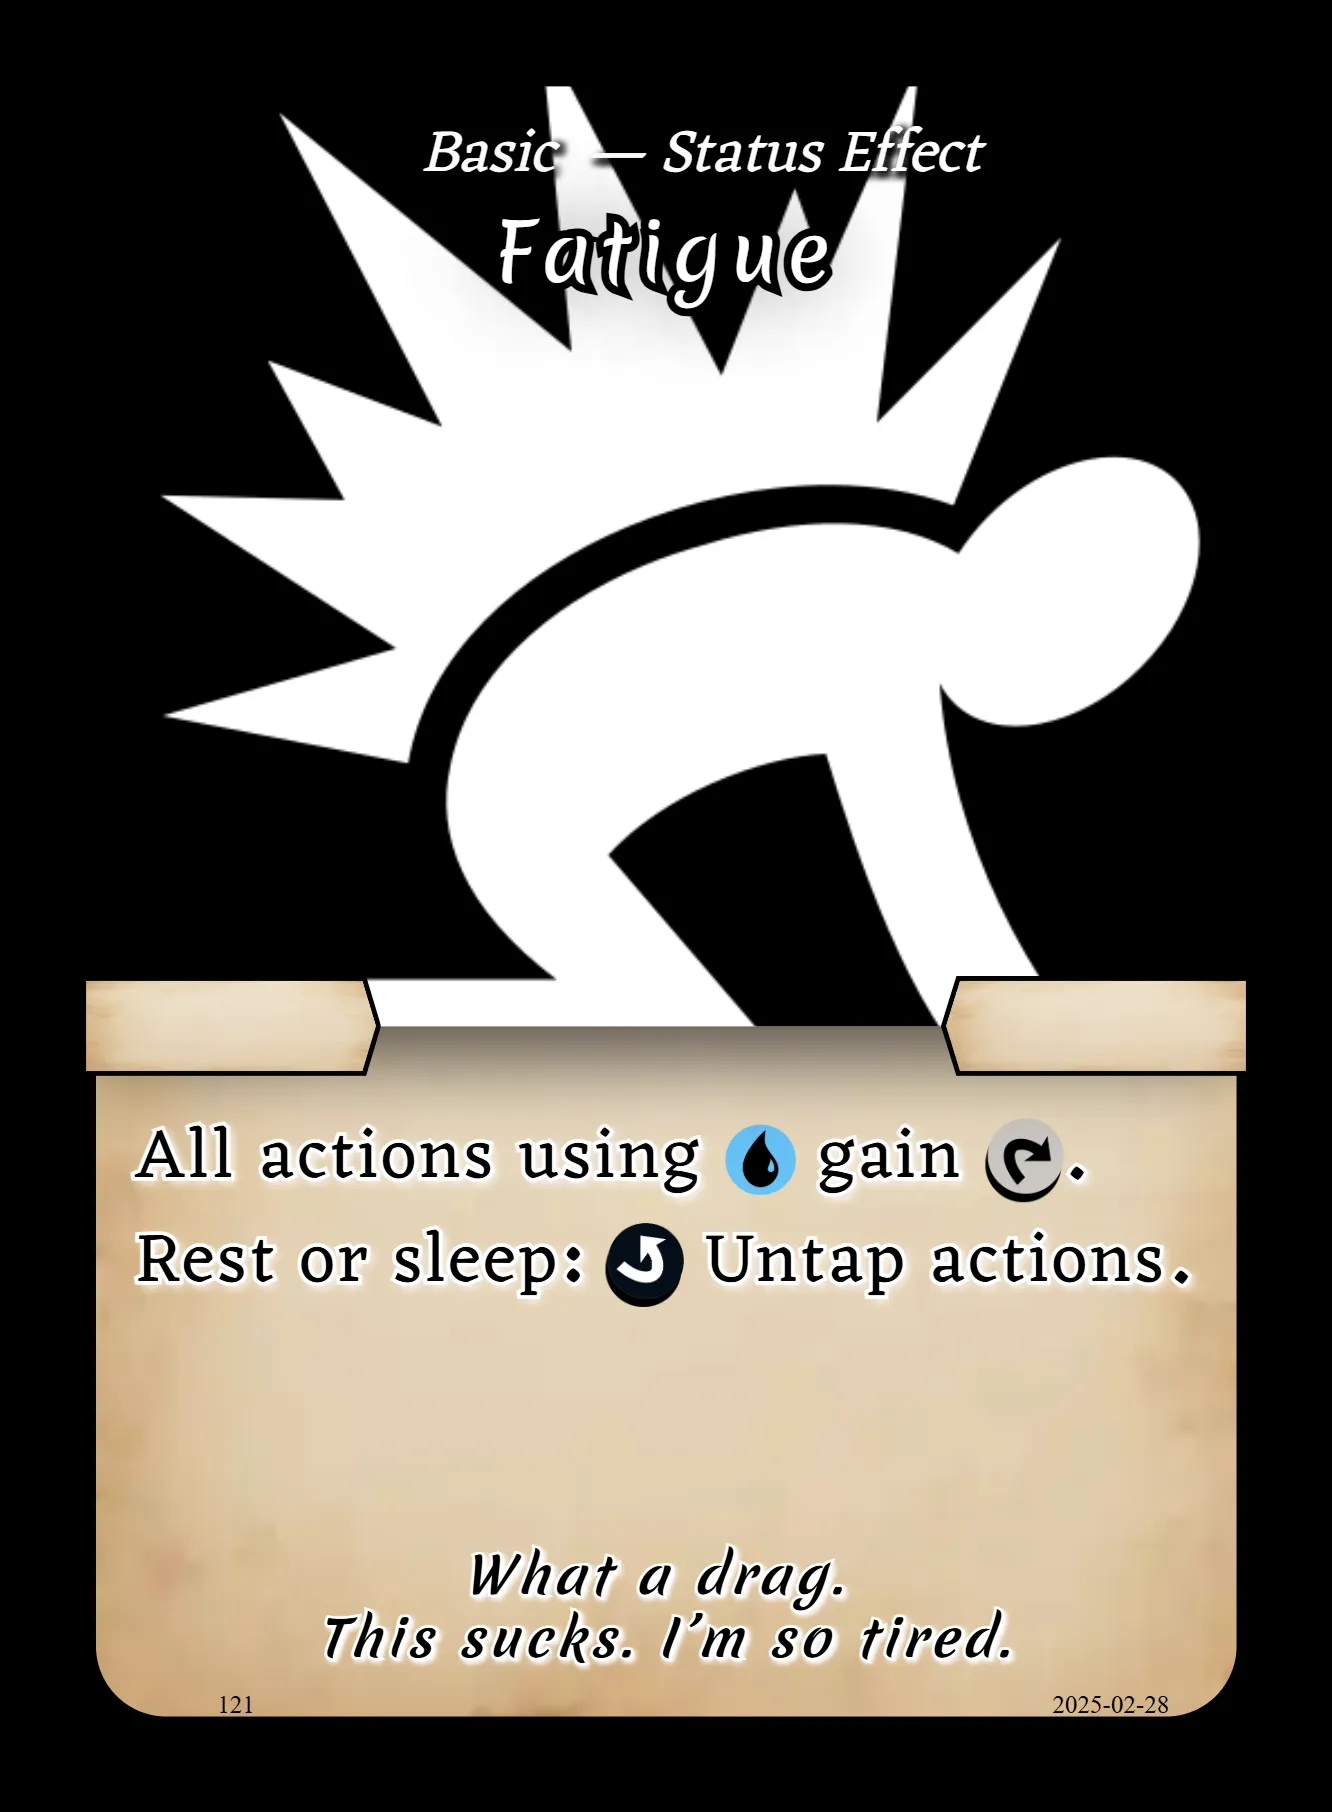 Basic — Status Effect
Fatigue
All actions using gain .
Rest or sleep: Untap actions.
What a drag.
This sucks. I’m so tired.
121
2025-02-28